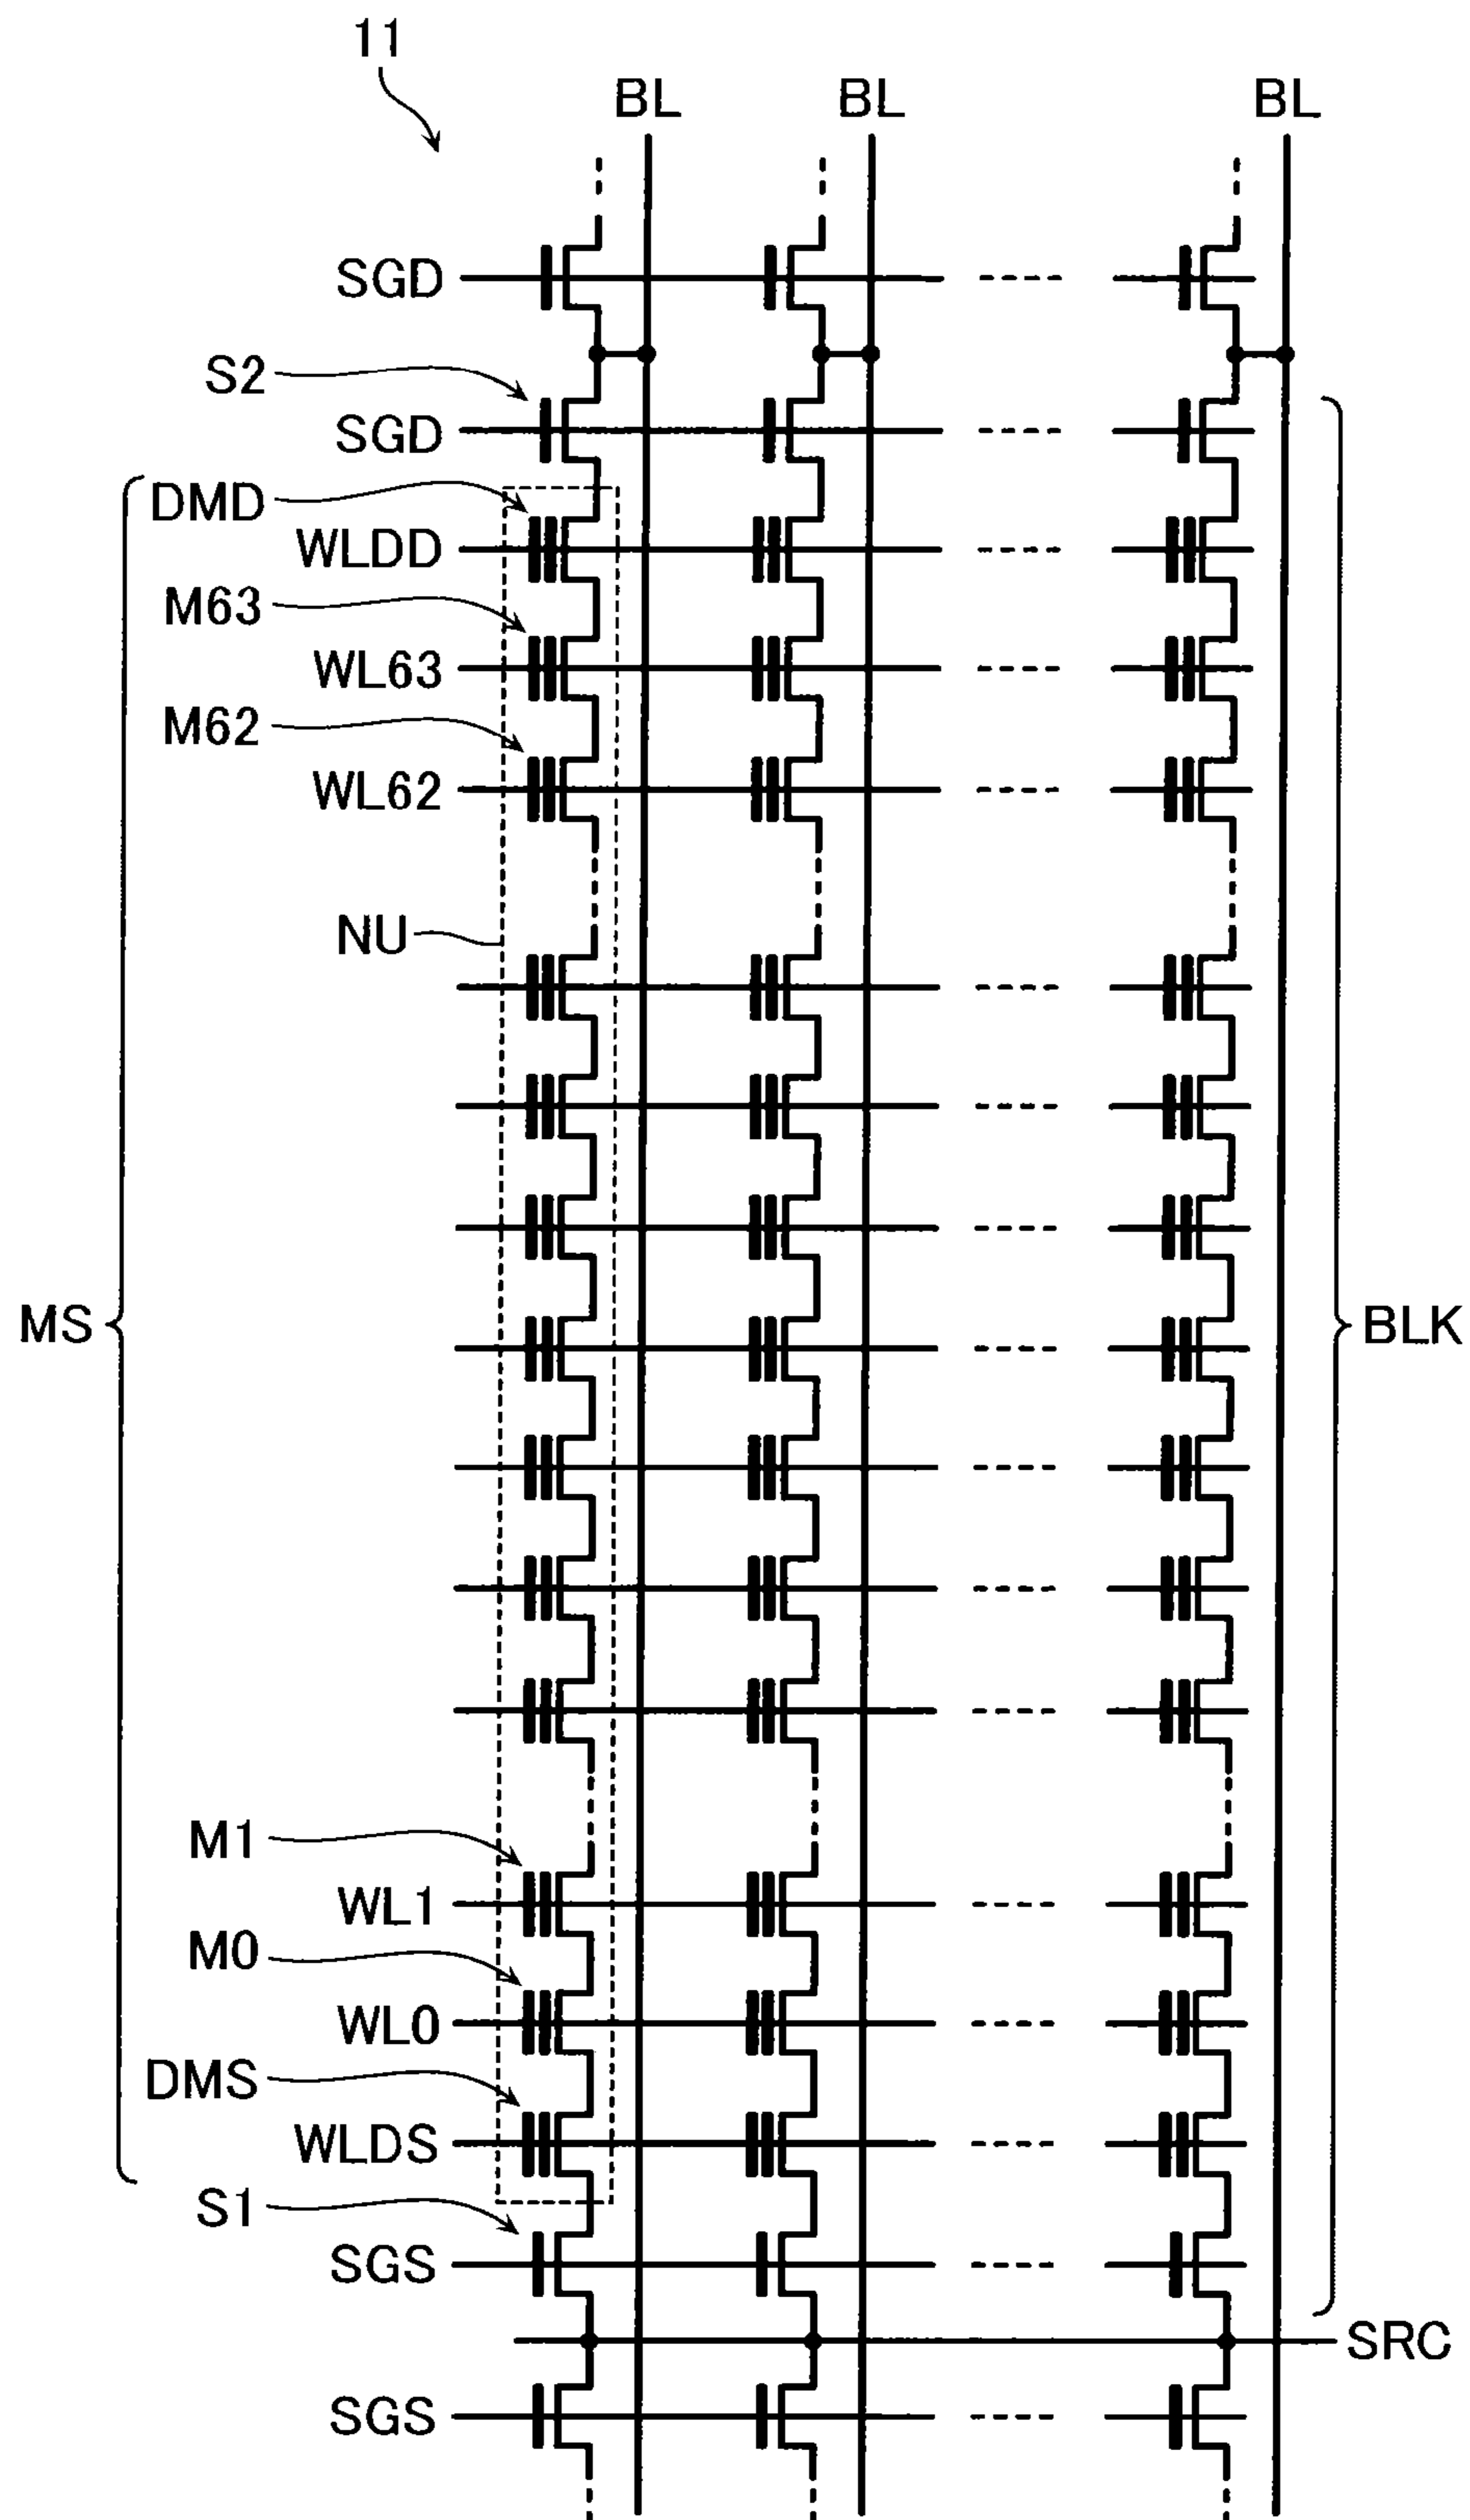 11
BL BL BL
SGD
S2
SGD
DMD
WLDD
M63
WL63
M62
WL62
NU
MS
BLK
M1
WL1
M0
WL0
DMS
WLDS
S1
SGS
SRC
SGS